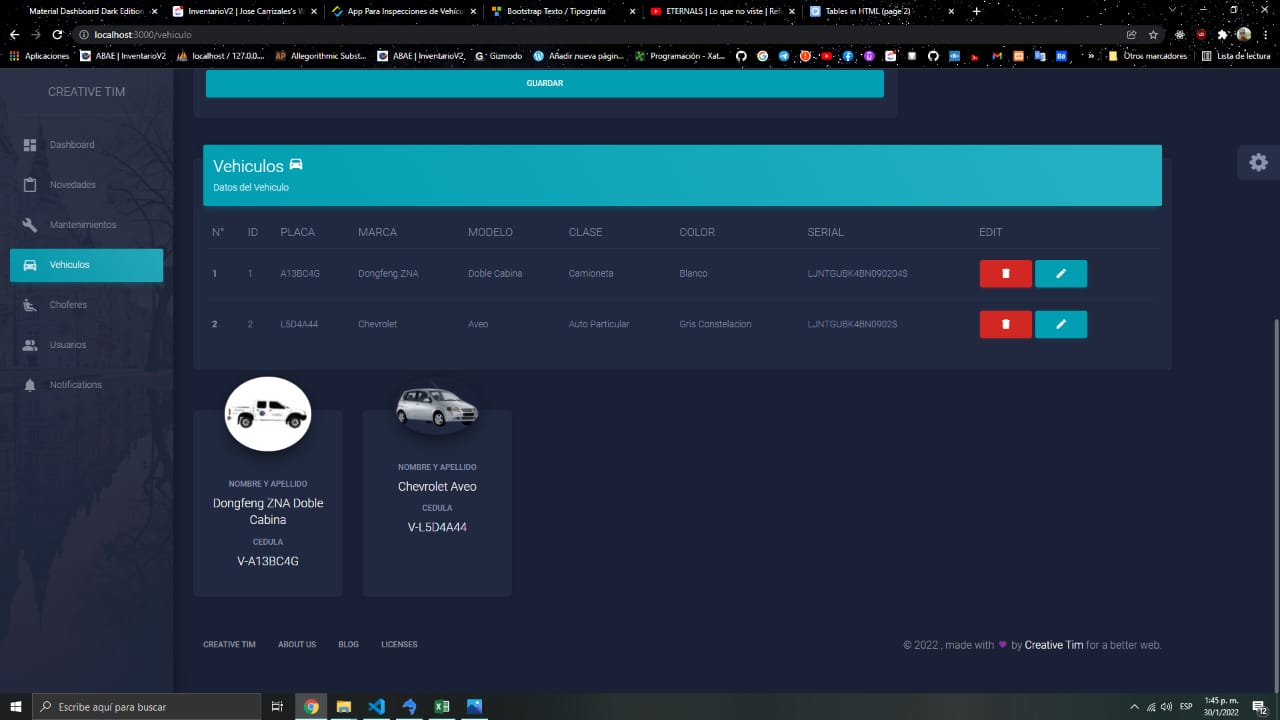 Material Dashboard Dark Edition -
InventarioV2 | Jose Carrizales's W
App Para Inspecciones de Vehícu
Bootstrap Texto / Tipografía
ETERNALS | Lo que no viste | Re
Tables in HTML (page 2)
localhost:3000/vehiculo
Aplicaciones
ABAE | InventarioV2
localhost / 127.0.0...
Allegorithmic Subst...
ABAE | InventarioV2
Gizmodo
Añadir nueva págin...
Programación - Xat...
»
Otros marcadores
Lista de lectura
CREATIVE TIM
Dashboard
Novedades
Mantenimientos
Vehiculos
Choferes
Usuarios
Notifications
GUARDAR
Vehiculos
Datos del Vehiculo
N° ID PLACA MARCA MODELO CLASE COLOR SERIAL EDIT
1 1 A13BC4G Dongfeng ZNA Doble Cabina Camioneta Blanco LJNTGUBK4BN090204$
2 2 L5D4A44 Chevrolet Aveo Auto Particular Gris Constelacion LJNTGUBK4BN0902$
NOMBRE Y APELLIDO
Dongfeng ZNA Doble
Cabina
CEDULA
V-A13BC4G
NOMBRE Y APELLIDO
Chevrolet Aveo
CEDULA
V-L5D4A44
CREATIVE TIM ABOUT US BLOG LICENSES
© 2022 , made with by Creative Tim for a better web.
Escribe aquí para buscar
ESP
1:45 p. m.
30/1/2022
12